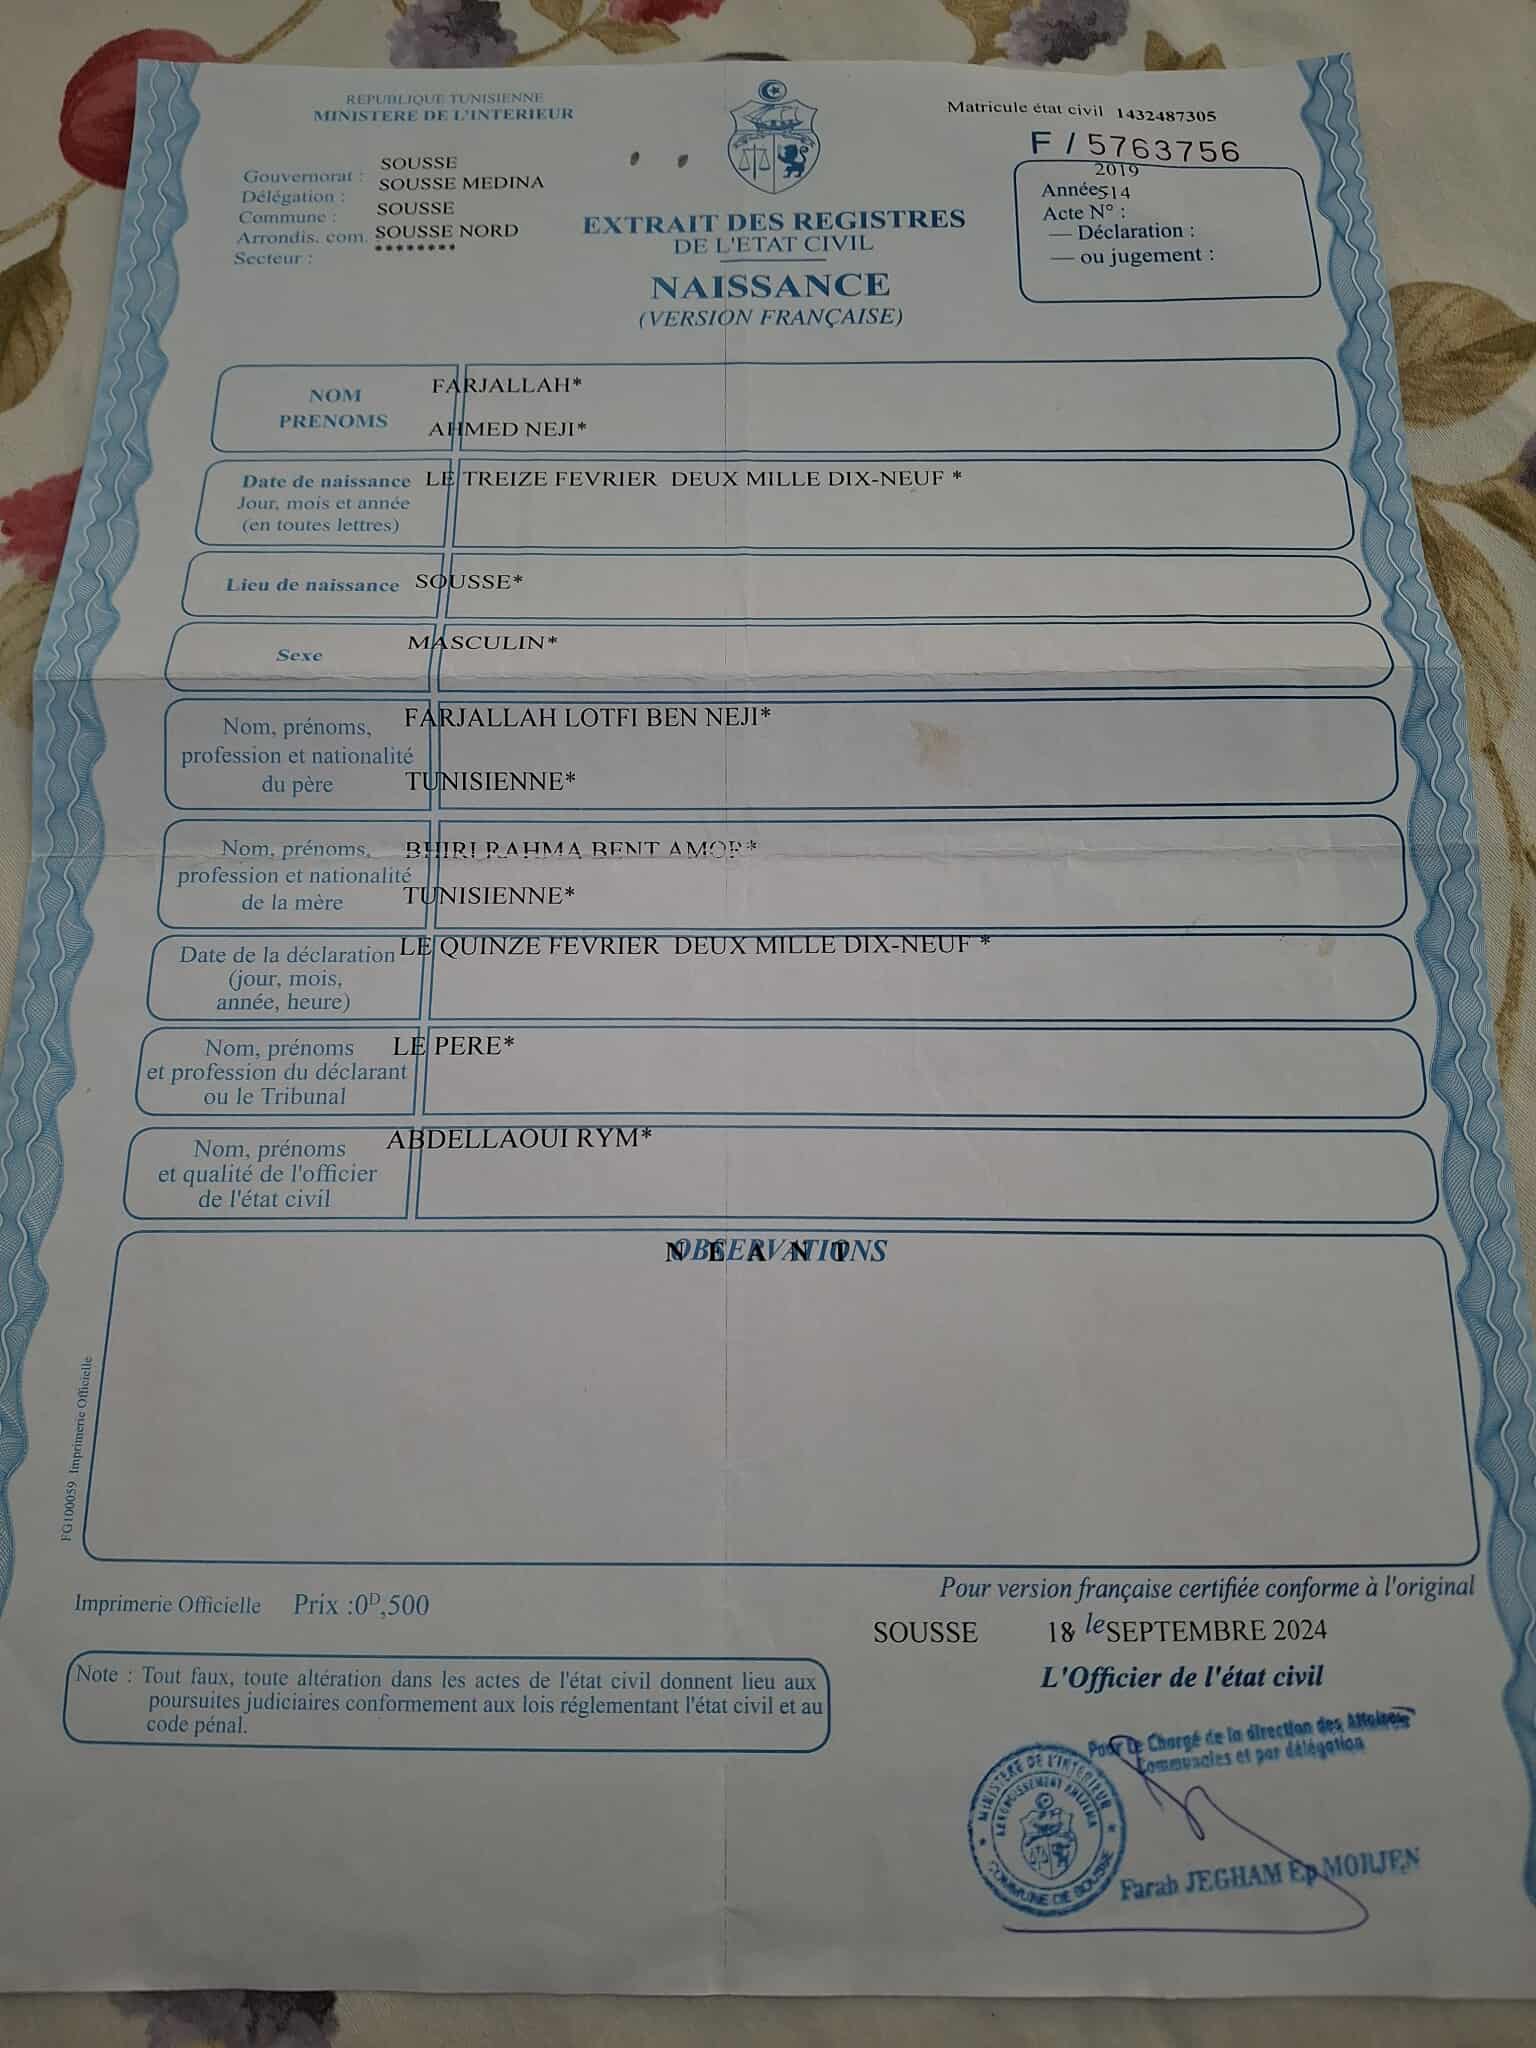 REPUBLIQUE TUNISIENNE
MINISTERE DE L'INTERIEUR
Matricule état civil 1432487305
F / 5763756
Gouvernorat : SOUSSE
Délégation : SOUSSE MEDINA
Commune : SOUSSE
Arrondis. com. SOUSSE NORD
Secteur : ********
2019
Année 514
Acte N° :
— Déclaration :
— ou jugement :
EXTRAIT DES REGISTRES
DE L'ETAT CIVIL
NAISSANCE
(VERSION FRANÇAISE)
NOM FARJALLAH*
PRENOMS AHMED NEJI*
Date de naissance LE TREIZE FEVRIER DEUX MILLE DIX-NEUF *
Jour, mois et année
(en toutes lettres)
Lieu de naissance SOUSSE*
Sexe MASCULIN*
Nom, prénoms, FARJALLAH LOTFI BEN NEJI*
profession et nationalité
du père TUNISIENNE*
Nom, prénoms, BHIRI RAHMA BENT AMOR*
profession et nationalité
de la mère TUNISIENNE*
Date de la déclaration LE QUINZE FEVRIER DEUX MILLE DIX-NEUF *
(jour, mois,
année, heure)
Nom, prénoms LE PERE*
et profession du déclarant
ou le Tribunal
Nom, prénoms ABDELLAOUI RYM*
et qualité de l'officier
de l'état civil
OBSERVATIONS
N E A N T
FG100059 Imprimerie Officielle
Imprimerie Officielle Prix :0D,500
Pour version française certifiée conforme à l'original
SOUSSE 18 le SEPTEMBRE 2024
L'Officier de l'état civil
Note : Tout faux, toute altération dans les actes de l'état civil donnent lieu aux
poursuites judiciaires conformement aux lois réglementant l'état civil et au
code pénal.
Pour Le Chargé de la direction des Affaires
Communales et par délégation
MINISTERE DE L'INTERIEUR
COMMUNE DE SOUSSE
Farah JEGHAM Ep MORJEN